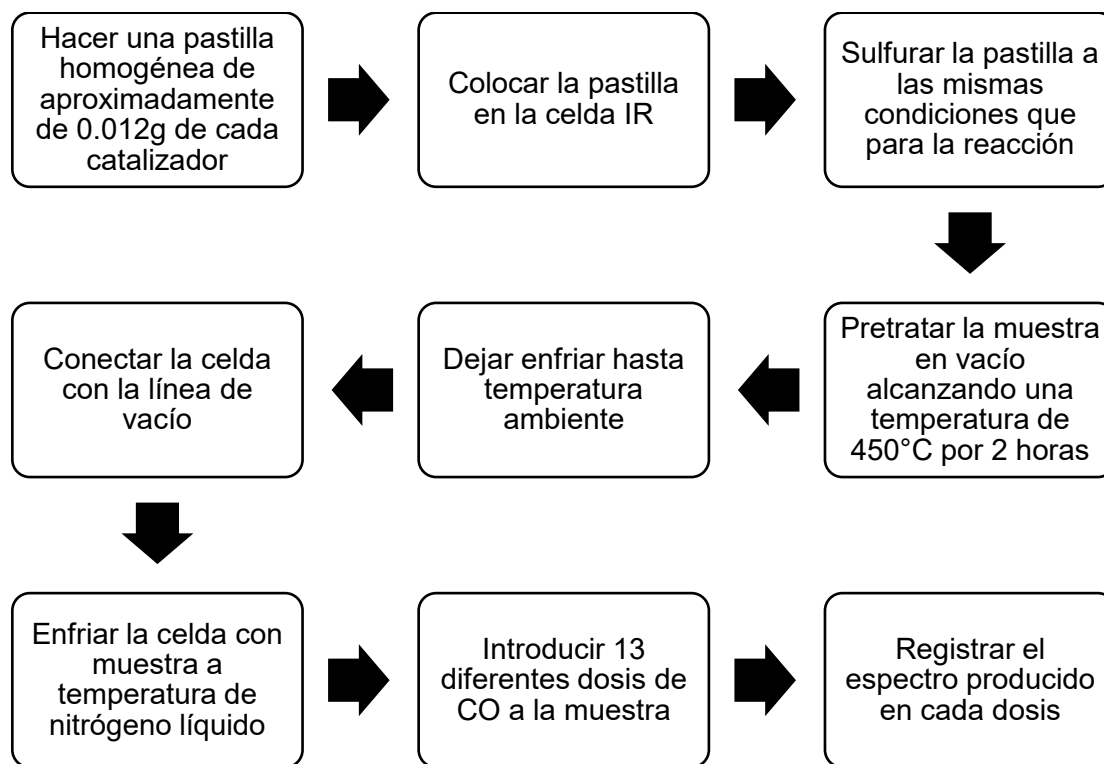 Hacer una pastilla
homogénea de
aproximadamente
de 0.012g de cada
catalizador
Colocar la pastilla
en la celda IR
Sulfurar la pastilla a
las mismas
condiciones que
para la reacción
Pretratar la muestra
en vacío
alcanzando una
temperatura de
450°C por 2 horas
Dejar enfriar hasta
temperatura
ambiente
Conectar la celda
con la línea de
vacío
Enfriar la celda con
muestra a
temperatura de
nitrógeno líquido
Introducir 13
diferentes dosis de
CO a la muestra
Registrar el
espectro producido
en cada dosis